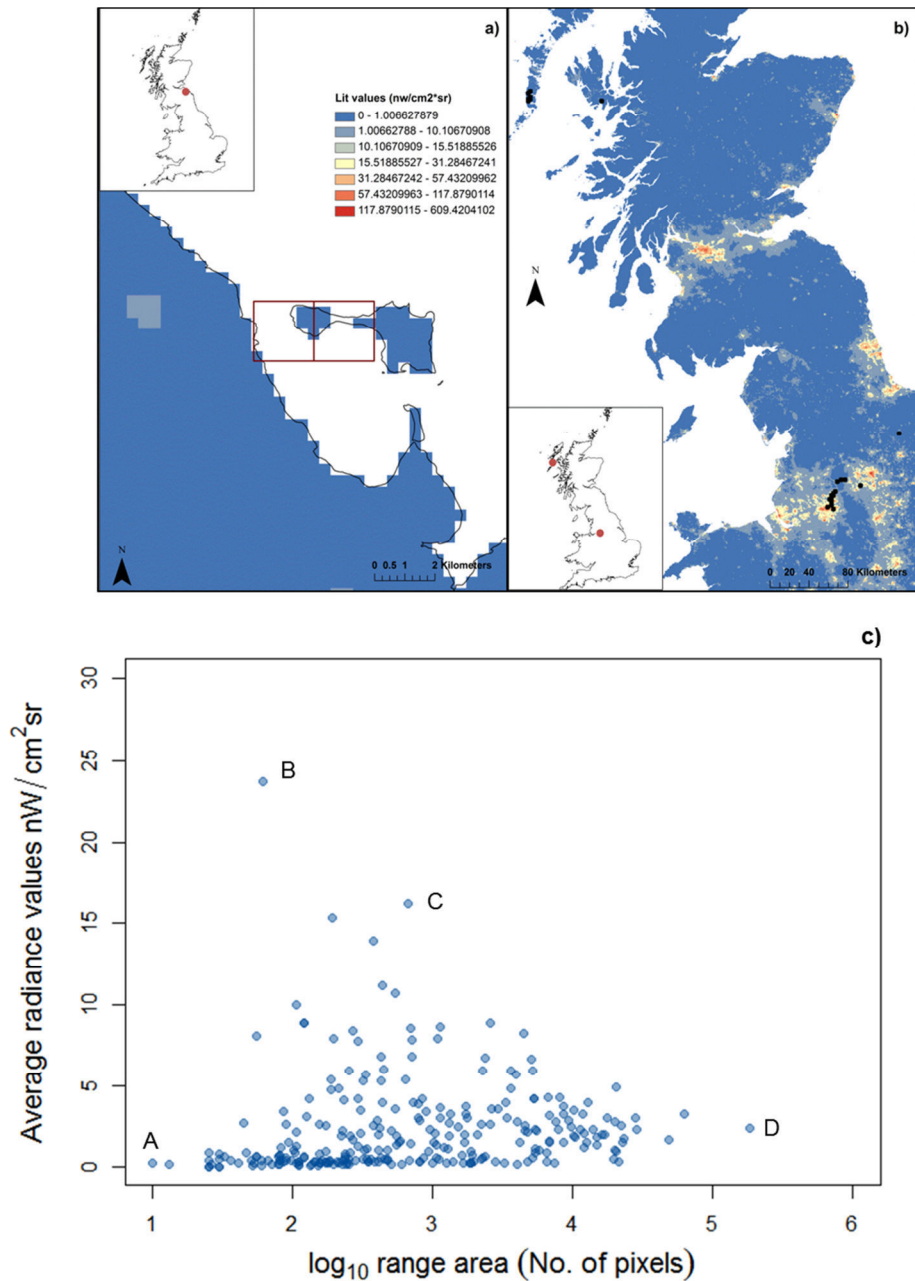 a)
Lit values (nw/cm2*sr)
0 - 1.006627879
1.00662788 - 10.10670908
10.10670909 - 15.51885526
15.51885527 - 31.28467241
31.28467242 - 57.43209962
57.43209963 - 117.8790114
117.8790115 - 609.4204102
N
0 0.5 1 2 Kilometers
b)
N
0 20 40 80 Kilometers
c)
Average radiance values nW/cm²sr
30
25
20
15
10
5
0
B
C
A
D
1 2 3 4 5 6
log₁₀ range area (No. of pixels)